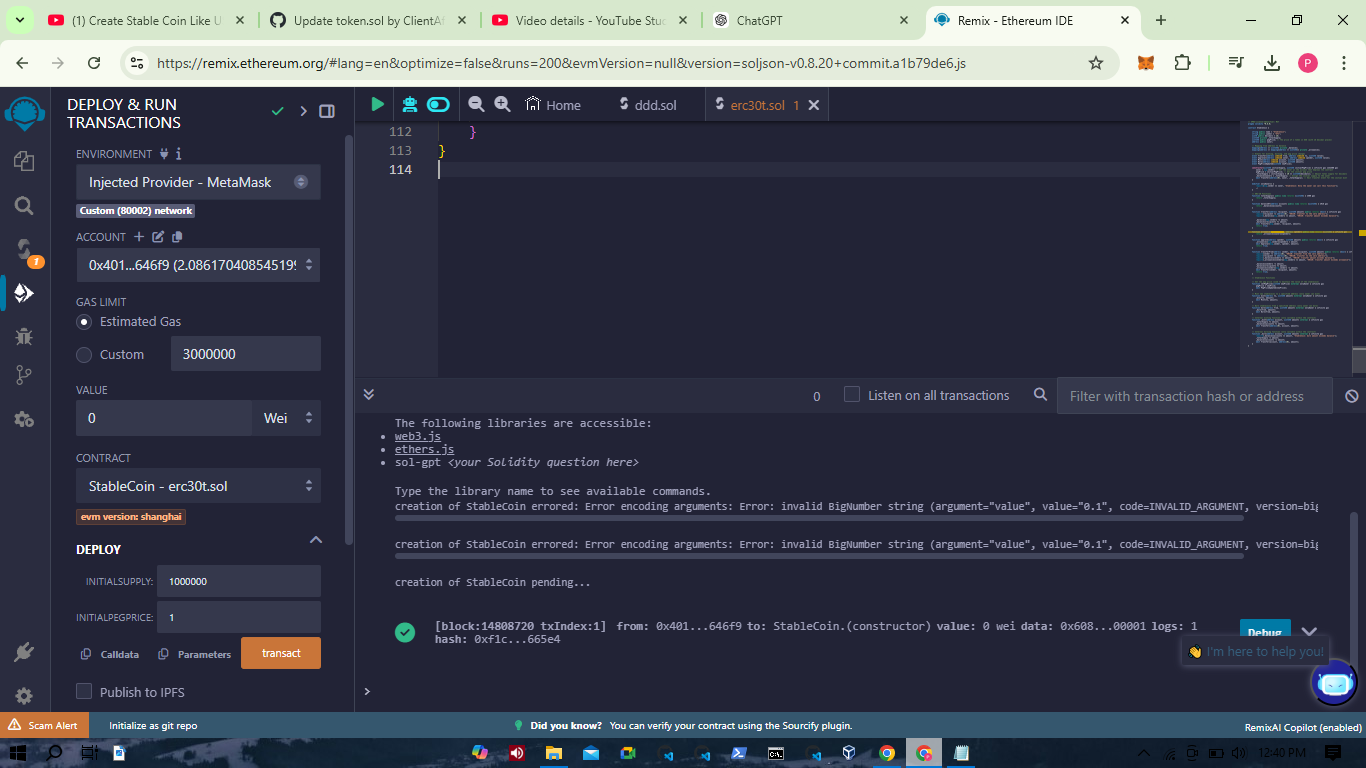 (1) Create Stable Coin Like U
Update token.sol by ClientAf
Video details - YouTube Stud
ChatGPT
Remix - Ethereum IDE
https://remix.ethereum.org/#lang=en&optimize=false&runs=200&evmVersion=null&version=soljson-v0.8.20+commit.a1b79de6.js
P
DEPLOY & RUN
TRANSACTIONS
ENVIRONMENT
Injected Provider - MetaMask
Custom (80002) network
ACCOUNT
0x401...646f9 (2.086170408545199
GAS LIMIT
Estimated Gas
Custom
3000000
VALUE
0
Wei
CONTRACT
StableCoin - erc30t.sol
evm version: shanghai
DEPLOY
INITIALSUPPLY:
1000000
INITIALPEGPRICE:
1
Calldata
Parameters
transact
Publish to IPFS
1
Home
ddd.sol
erc30t.sol 1
112 }
113 }
114
0
Listen on all transactions
Filter with transaction hash or address
The following libraries are accessible:
web3.js
ethers.js
sol-gpt <your Solidity question here>
Type the library name to see available commands.
creation of StableCoin errored: Error encoding arguments: Error: invalid BigNumber string (argument="value", value="0.1", code=INVALID_ARGUMENT, version=big
creation of StableCoin errored: Error encoding arguments: Error: invalid BigNumber string (argument="value", value="0.1", code=INVALID_ARGUMENT, version=big
creation of StableCoin pending...
[block:14808720 txIndex:1] from: 0x401...646f9 to: StableCoin.(constructor) value: 0 wei data: 0x608...00001 logs: 1
hash: 0xf1c...665e4
Debug
👋 I'm here to help you!
>
Scam Alert
Initialize as git repo
Did you know? You can verify your contract using the Sourcify plugin.
RemixAI Copilot (enabled)
12:40 PM